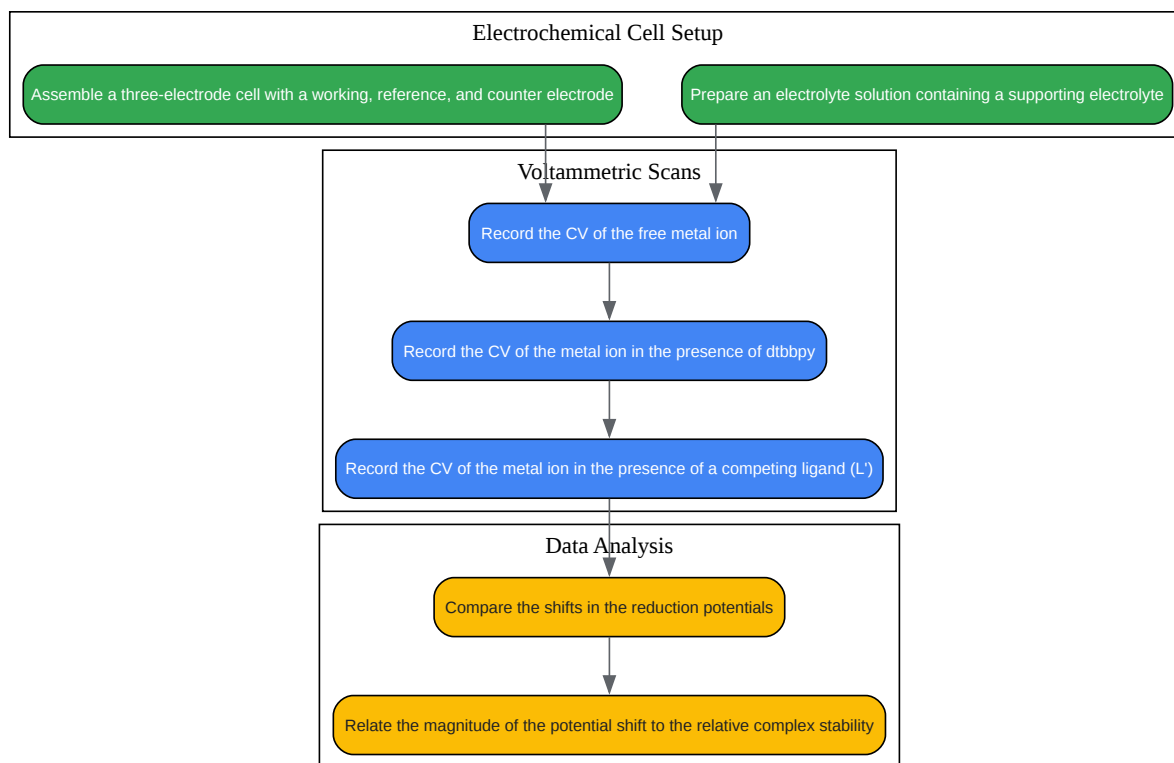 Electrochemical Cell Setup
Assemble a three-electrode cell with a working, reference, and counter electrode
Prepare an electrolyte solution containing a supporting electrolyte
Voltammetric Scans
Record the CV of the free metal ion
Record the CV of the metal ion in the presence of dtbbpy
Record the CV of the metal ion in the presence of a competing ligand (L')
Data Analysis
Compare the shifts in the reduction potentials
Relate the magnitude of the potential shift to the relative complex stability